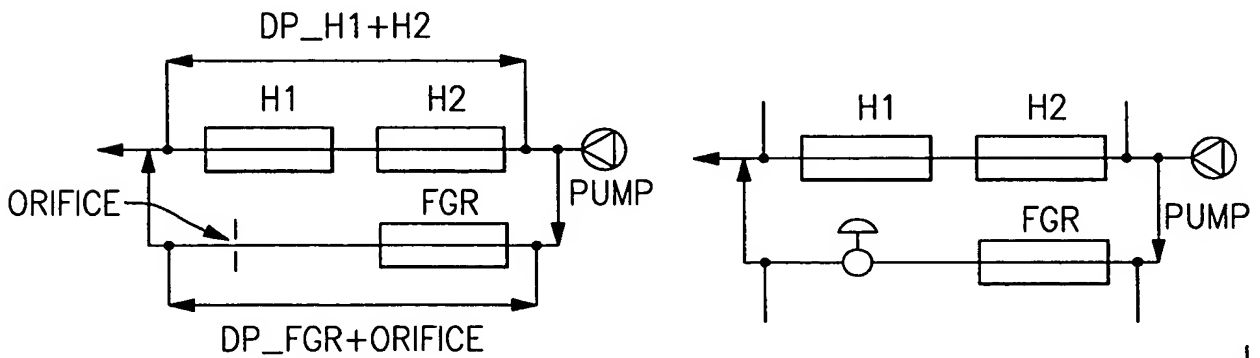 DP_H1+H2
H1
H2
PUMP
ORIFICE
FGR
DP_FGR+ORIFICE
H1
H2
PUMP
FGR